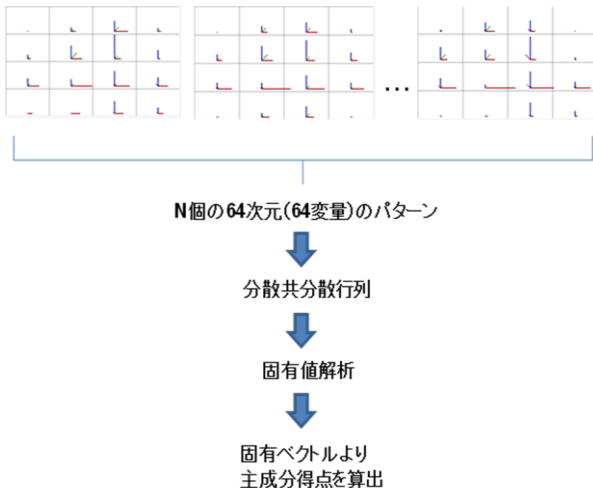 …
N個の64次元(64変量)のパターン
分散共分散行列
固有値解析
固有ベクトルより
主成分得点を算出